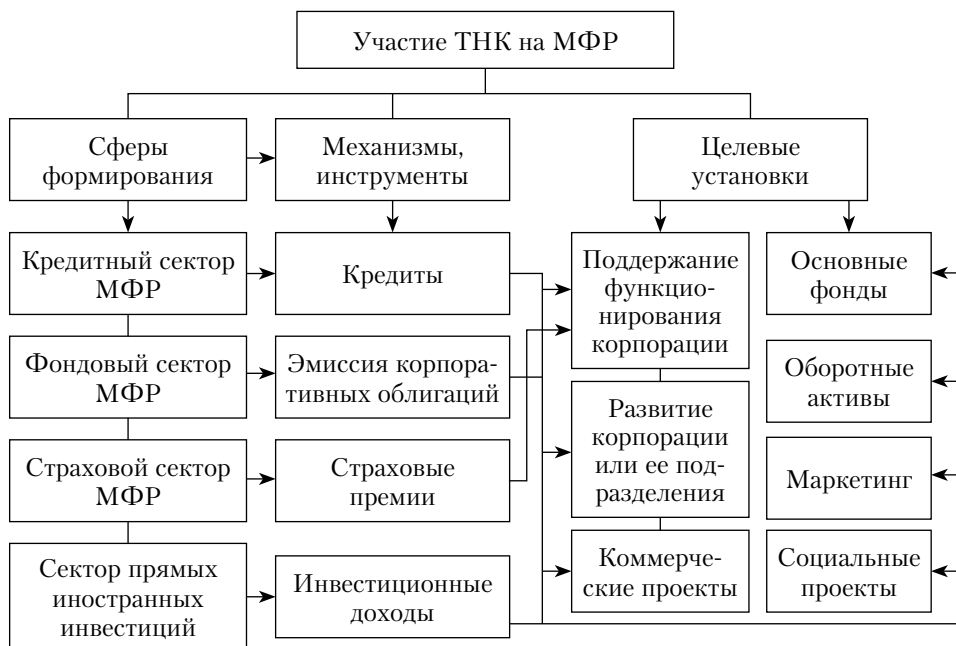 Участие ТНК на МФР
Сферы
формирования
Механизмы,
инструменты
Целевые
установки
Кредитный сектор
МФР
Кредиты
Поддержание
функцио-
нирования
корпорации
Основные
фонды
Фондовый сектор
МФР
Эмиссия корпора-
тивных облигаций
Развитие
корпорации
или ее под-
разделения
Оборотные
активы
Страховой сектор
МФР
Страховые
премии
Маркетинг
Сектор прямых
иностранных
инвестиций
Инвестиционные
доходы
Коммерче-
ские проекты
Социальные
проекты